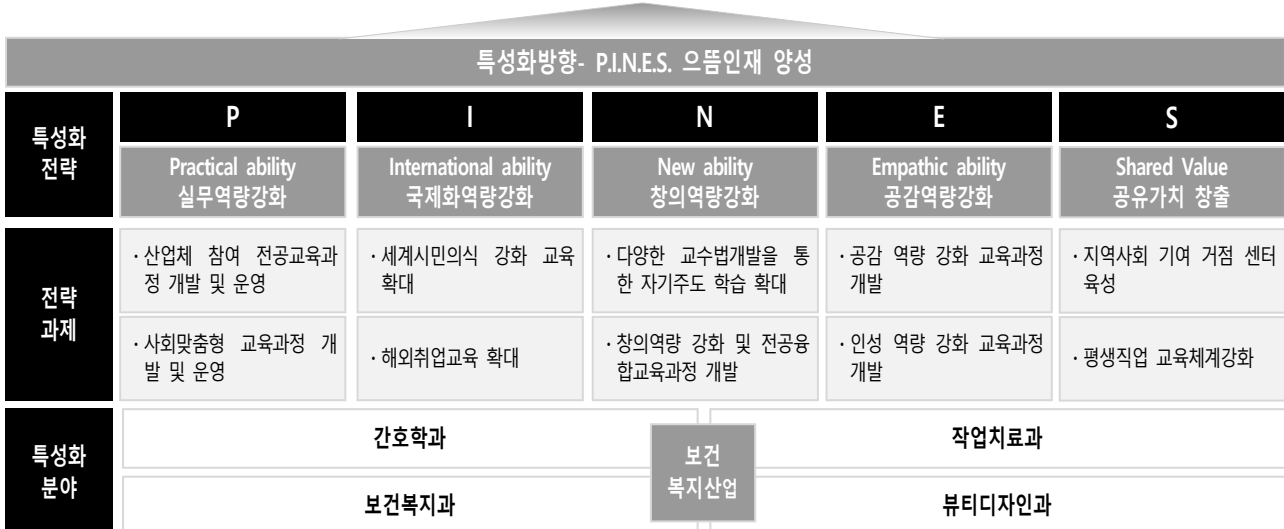 특성화방향- P.I.N.E.S. 으뜸인재 양성
특성화
전략
P
I
N
E
S
Practical ability
실무역량강화
International ability
국제화역량강화
New ability
창의역량강화
Empathic ability
공감역량강화
Shared Value
공유가치 창출
전략
과제
· 산업체 참여 전공교육과
정 개발 및 운영
· 세계시민의식 강화 교육
확대
· 다양한 교수법개발을 통
한 자기주도 학습 확대
· 공감 역량 강화 교육과정
개발
· 지역사회 기여 거점 센터
육성
· 사회맞춤형 교육과정 개
발 및 운영
· 해외취업교육 확대
· 창의역량 강화 및 전공융
합교육과정 개발
· 인성 역량 강화 교육과정
개발
· 평생직업 교육체계강화
특성화
분야
간호학과
작업치료과
보건
복지산업
보건복지과
뷰티디자인과